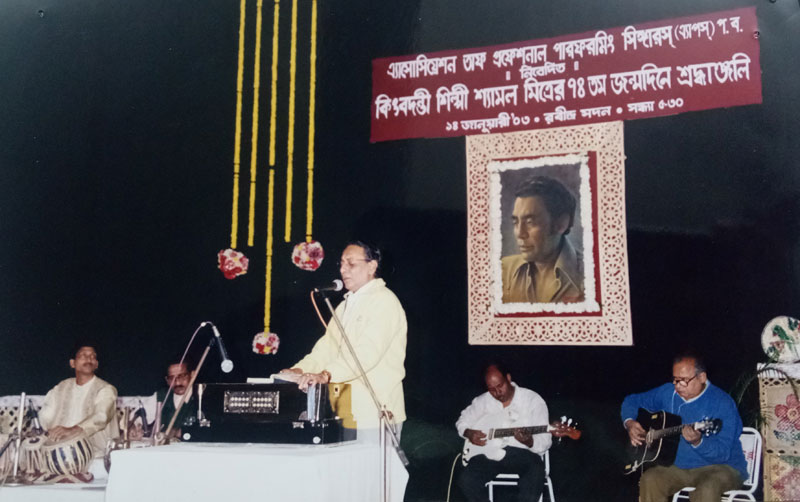 এ্যাসোসিয়েশন অফ প্রফেশনাল পারফরমিং সিঙ্গারস্ (এ্যাপস্) প. ব.
॥ নিবেদিত ॥
কিংবদন্তী শিল্পী শ্যামল মিত্রের ৭৪ তম জন্মদিনে শ্রদ্ধাঞ্জলি
১৪ জানুয়ারী '০৩ • রবীন্দ্র সদন • সন্ধ্যা ৫-৩০